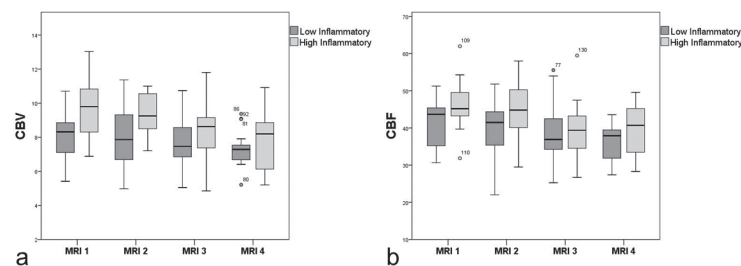 Low Inflammatory
High Inflammatory
CBV
14
12
10
8
6
4
2
86
92
81
80
MRI 1 MRI 2 MRI 3 MRI 4
a
Low Inflammatory
High Inflammatory
CBF
70
60
50
40
30
20
10
109
110
77
130
MRI 1 MRI 2 MRI 3 MRI 4
b